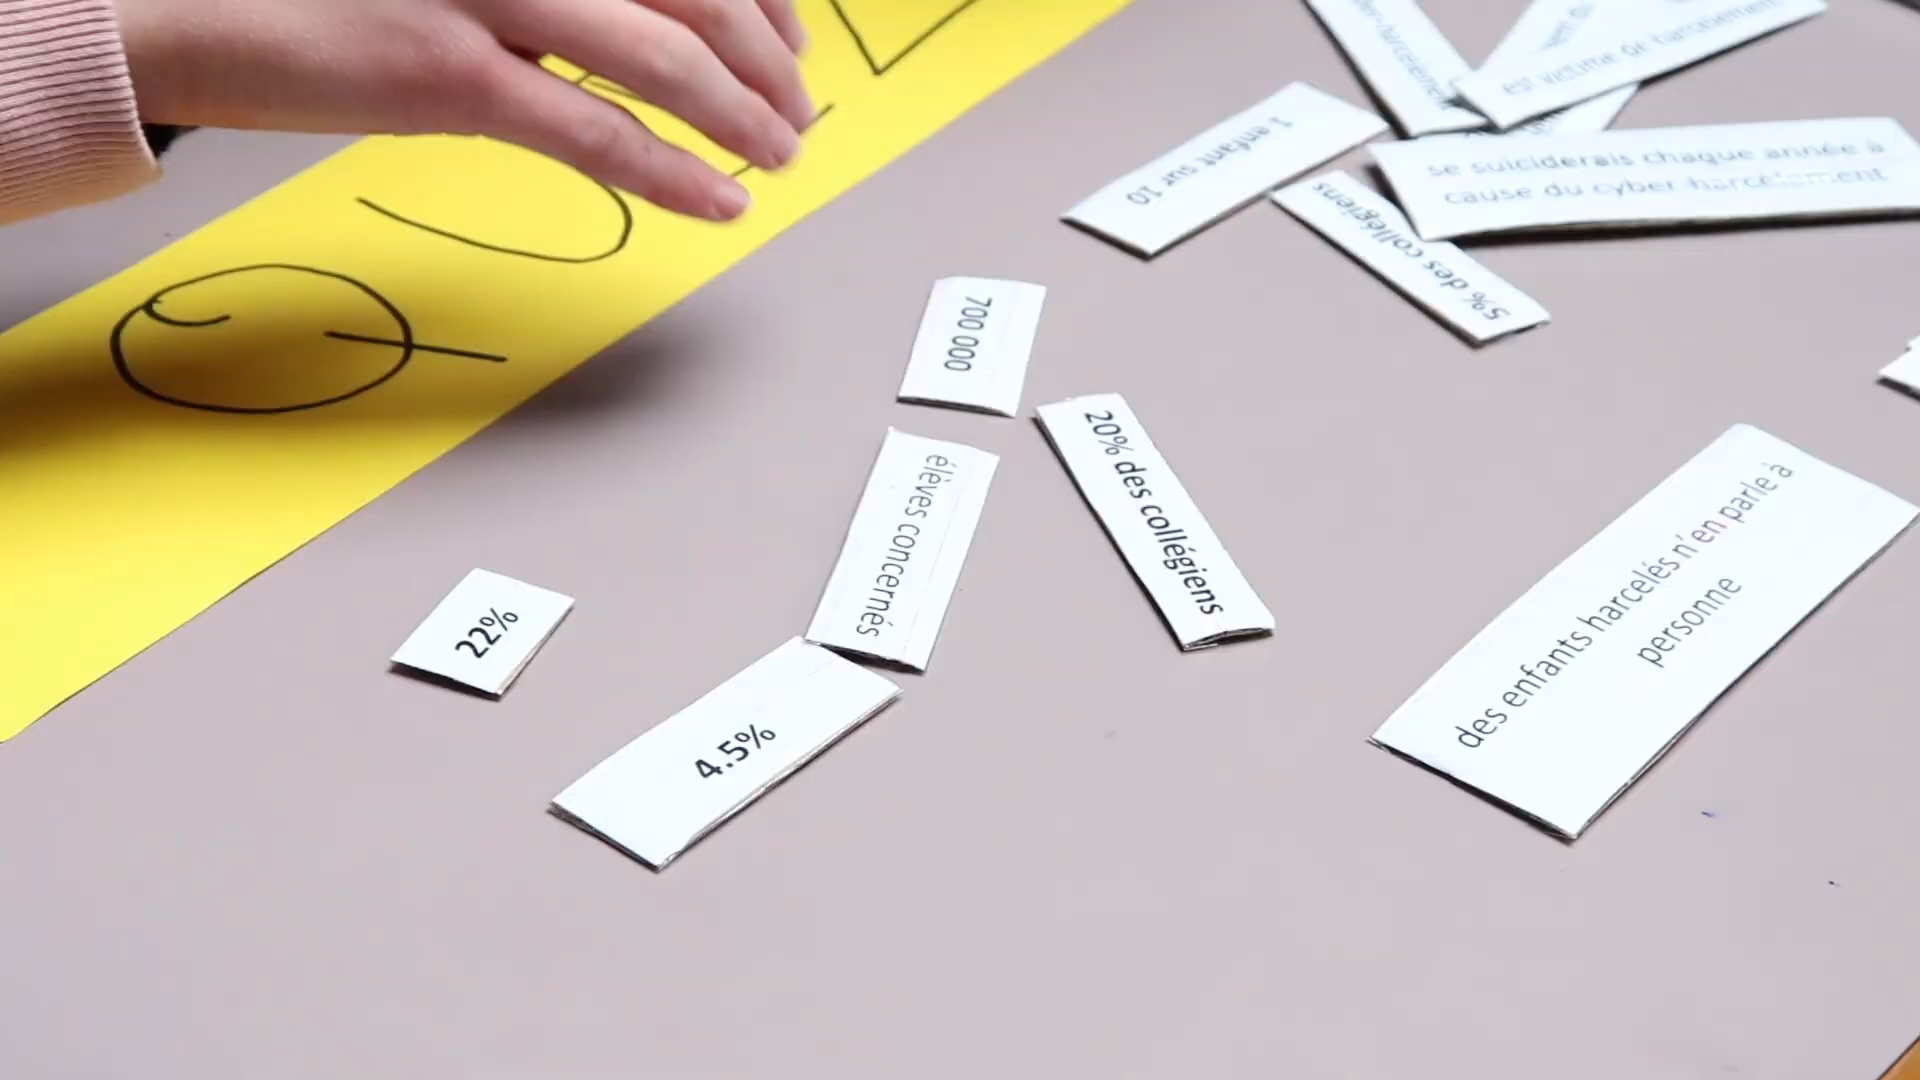 est victime de harcèlement
1 enfant sur 10
se suiciderais chaque année à
cause du cyber harcèlement
5% des collégiens
700 000
20% des collégiens
élèves concernés
des enfants harcelés n'en parle à
personne
22%
4.5%
QU